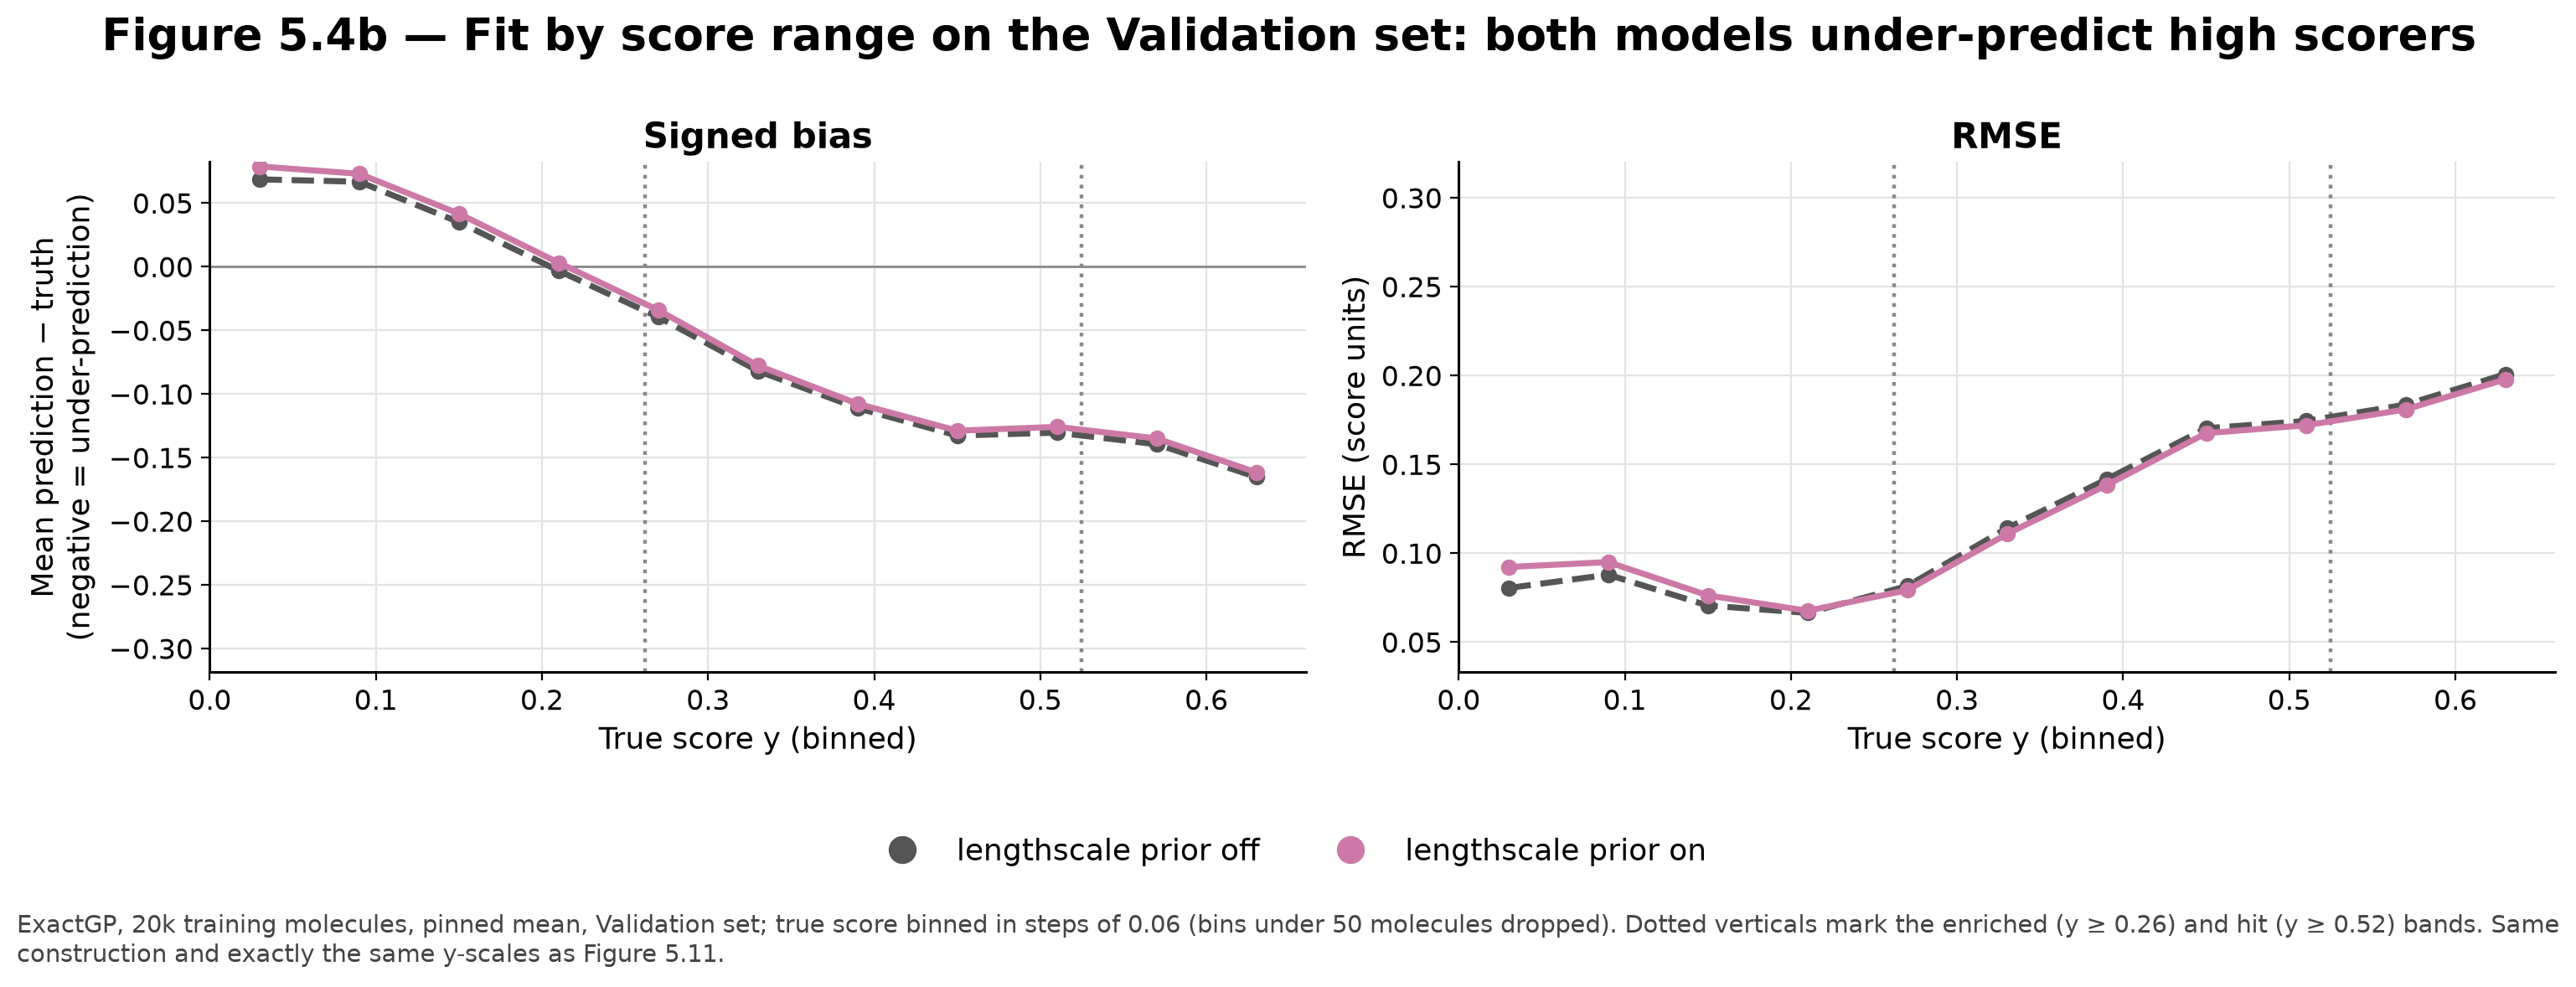 Figure 5.4b — Fit by score range on the Validation set: both models under-predict high scorers
Signed bias
Mean prediction − truth
(negative = under-prediction)
0.05
0.00
−0.05
−0.10
−0.15
−0.20
−0.25
−0.30
0.0 0.1 0.2 0.3 0.4 0.5 0.6
True score y (binned)
RMSE
RMSE (score units)
0.30
0.25
0.20
0.15
0.10
0.05
0.0 0.1 0.2 0.3 0.4 0.5 0.6
True score y (binned)
lengthscale prior off
lengthscale prior on
ExactGP, 20k training molecules, pinned mean, Validation set; true score binned in steps of 0.06 (bins under 50 molecules dropped). Dotted verticals mark the enriched (y ≥ 0.26) and hit (y ≥ 0.52) bands. Same
construction and exactly the same y-scales as Figure 5.11.